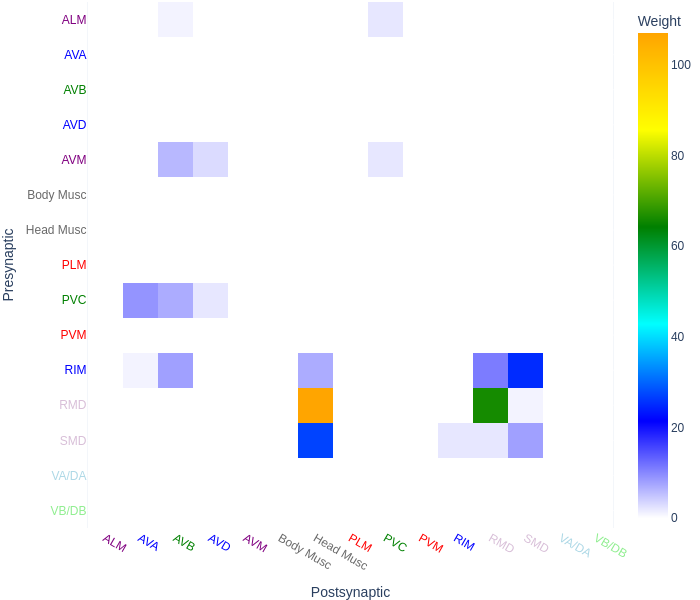 Weight
ALM
AVA
AVB
AVD
AVM
Body Musc
Head Musc
PLM
PVC
PVM
RIM
RMD
SMD
VA/DA
VB/DB
Presynaptic
100
80
60
40
20
0
ALM
AVA
AVB
AVD
AVM
Body Musc
Head Musc
PLM
PVC
PVM
RIM
RMD
SMD
VA/DA
VB/DB
Postsynaptic